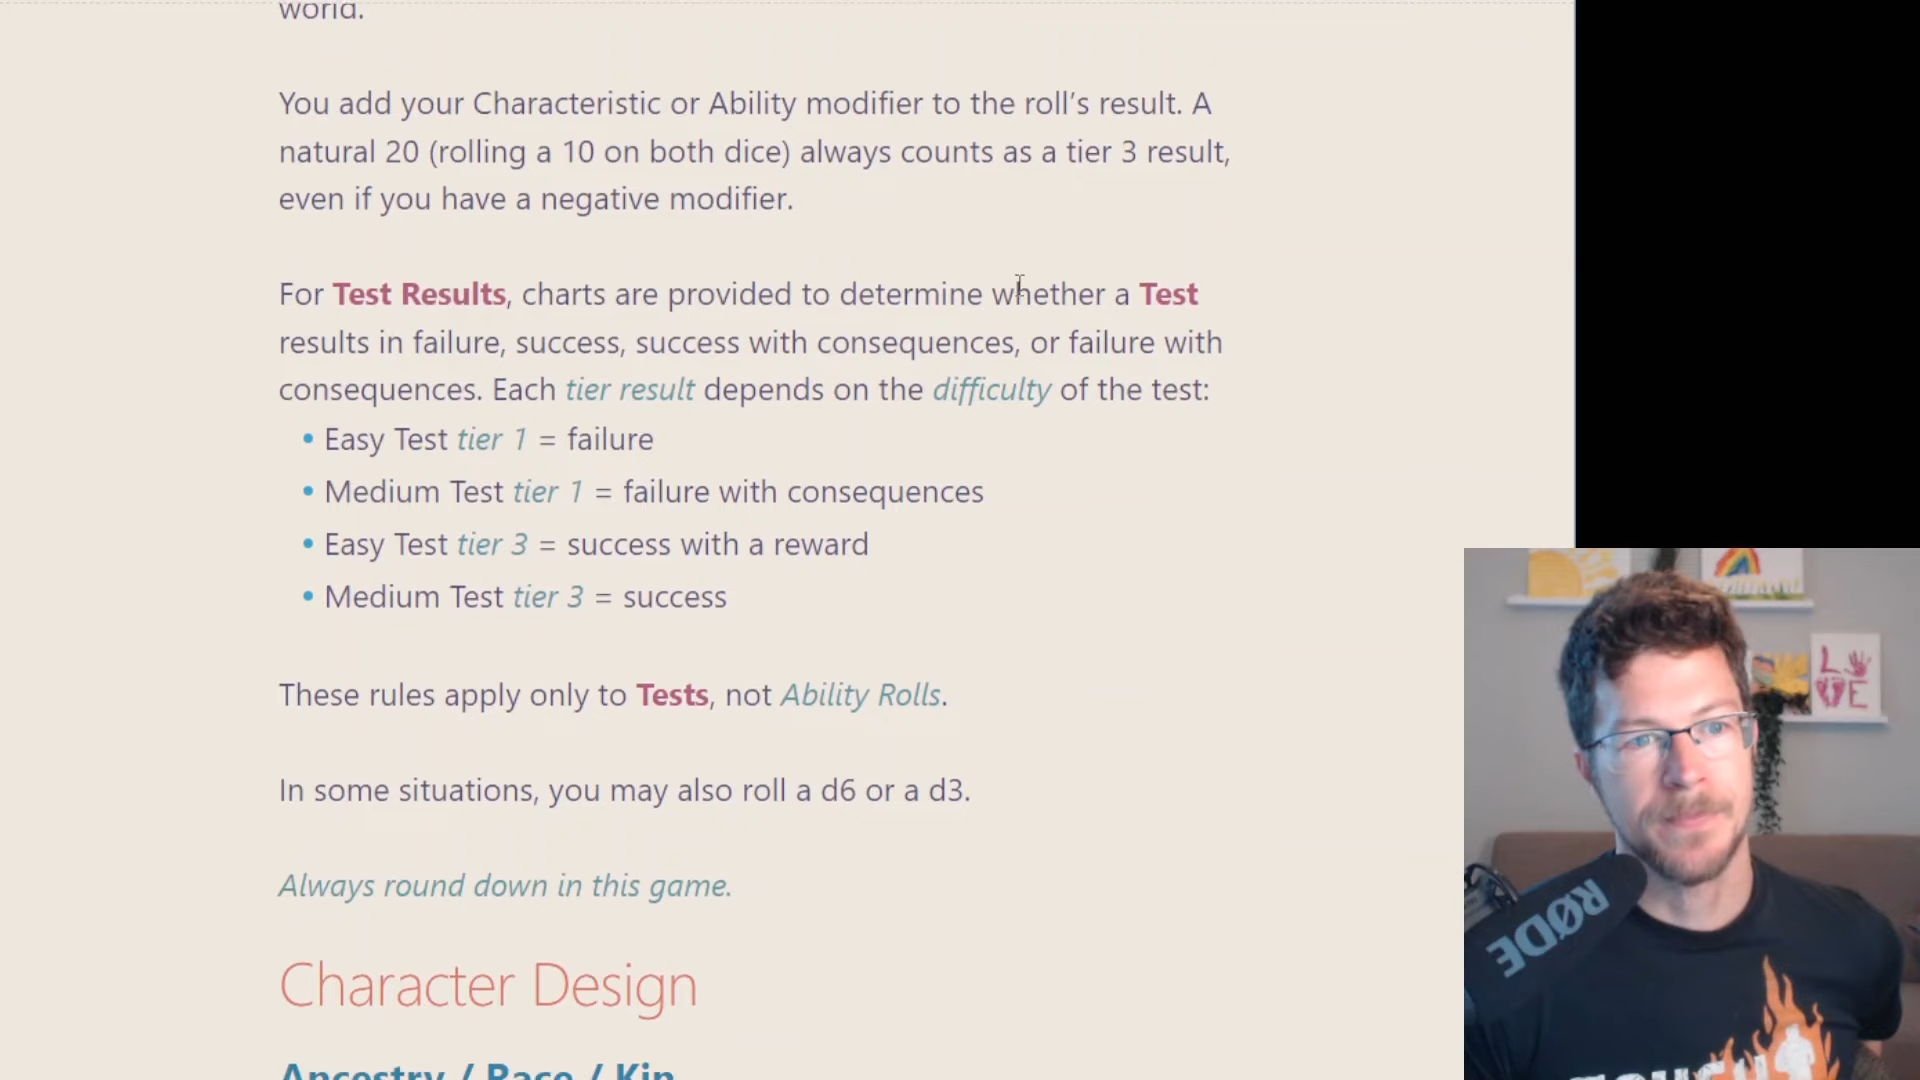 world.
You add your Characteristic or Ability modifier to the roll’s result. A
natural 20 (rolling a 10 on both dice) always counts as a tier 3 result,
even if you have a negative modifier.
For Test Results, charts are provided to determine whether a Test
results in failure, success, success with consequences, or failure with
consequences. Each tier result depends on the difficulty of the test:
• Easy Test tier 1 = failure
• Medium Test tier 1 = failure with consequences
• Easy Test tier 3 = success with a reward
• Medium Test tier 3 = success
These rules apply only to Tests, not Ability Rolls.
In some situations, you may also roll a d6 or a d3.
Always round down in this game.
Character Design
Ancestry / Race / Kin
LOVE
RØDE